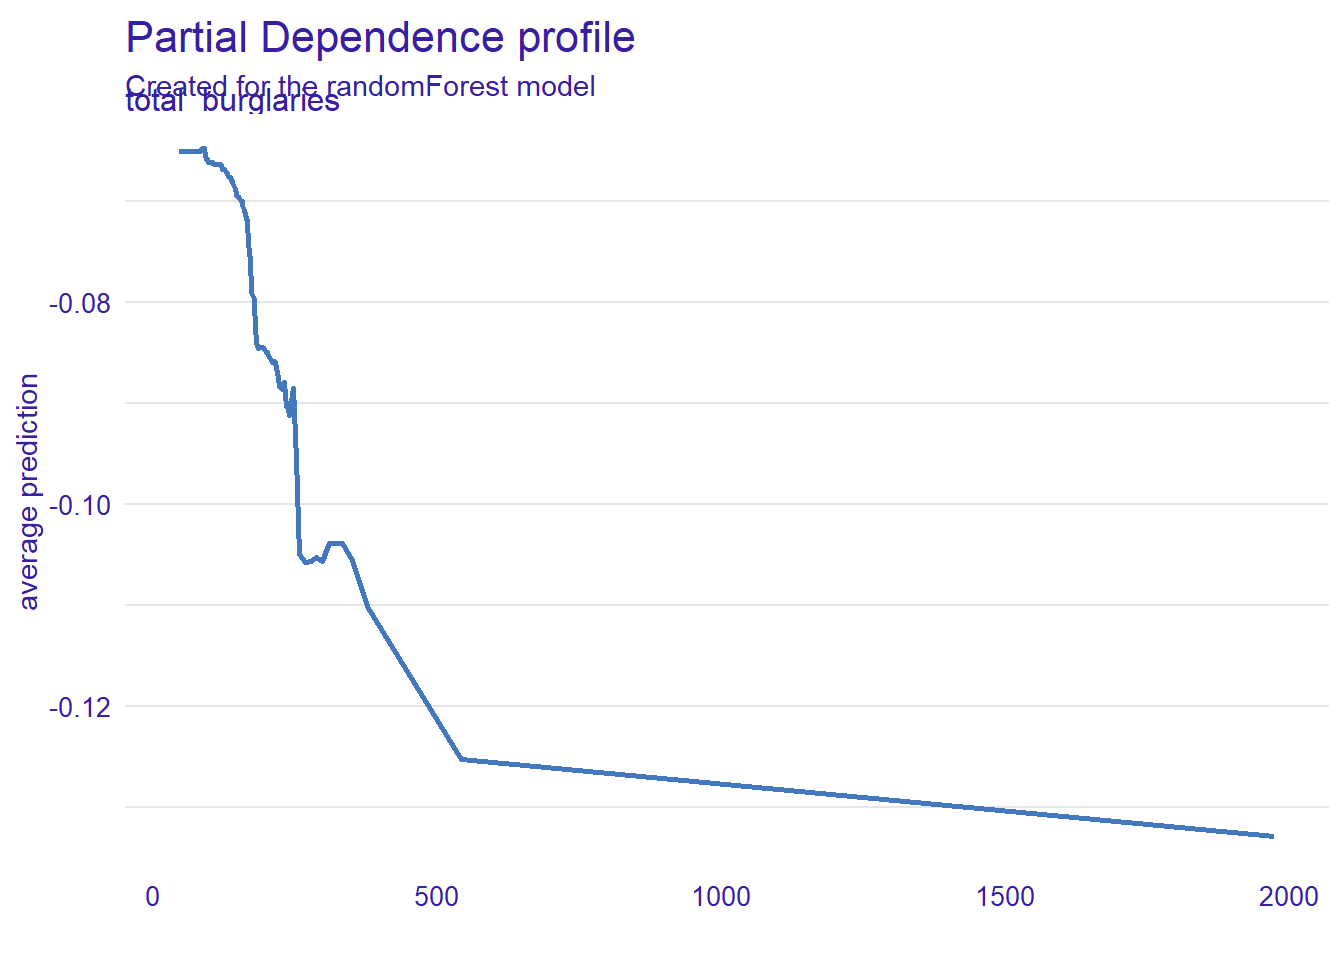 Partial Dependence profile
Created for the randomForest model
total_burglaries
average prediction
-0.08
-0.10
-0.12
0
500
1000
1500
2000